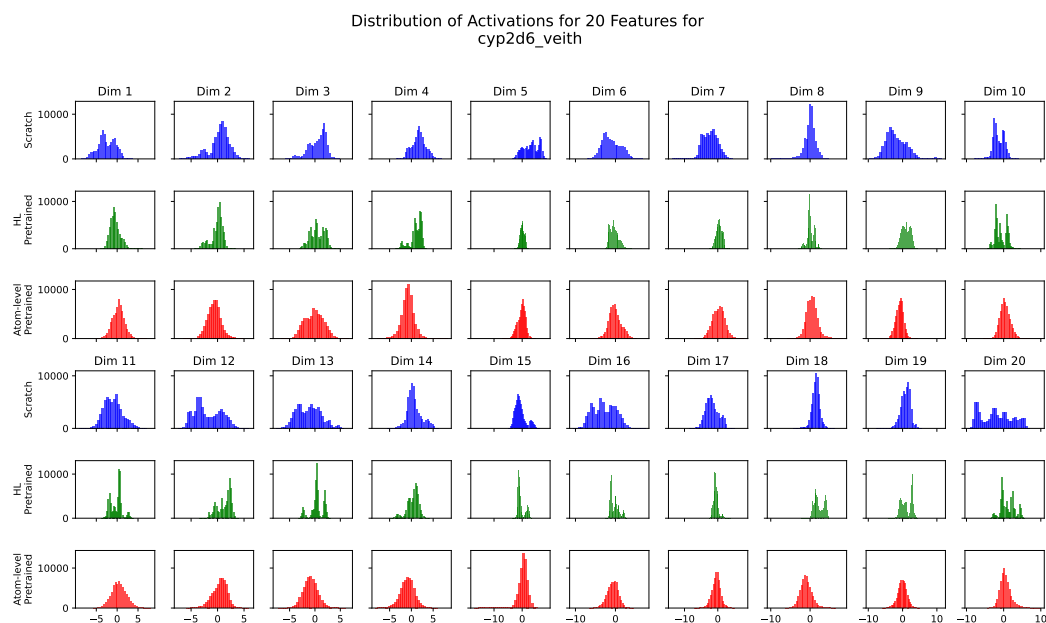 Distribution of Activations for 20 Features for
cyp2d6_veith
Dim 1 Dim 2 Dim 3 Dim 4 Dim 5 Dim 6 Dim 7 Dim 8 Dim 9 Dim 10
Scratch
10000
0
HL
Pretrained
10000
0
Atom-level
Pretrained
10000
0
Dim 11 Dim 12 Dim 13 Dim 14 Dim 15 Dim 16 Dim 17 Dim 18 Dim 19 Dim 20
Scratch
10000
0
HL
Pretrained
10000
0
Atom-level
Pretrained
10000
0
−5 0 5 −5 0 5 −5 0 5 −5 0 5 −10 0 −10 0 −10 0 −10 0 −10 0 10 −10 0 10